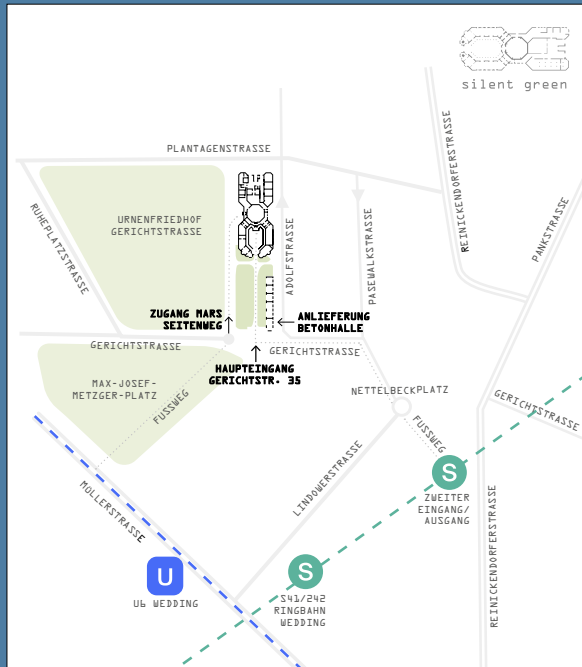 silent green
PLANTAGENSTRASSE
REINICKENDORFERSTRASSE
PANKSTRASSE
RUHEPLATZSTRASSE
URNENFRIEDHOF
GERICHTSTRASSE
ADOLFSTRASSE
PASEWALKSTRASSE
ZUGANG MARS
SEITENWEG
ANLIEFERUNG
BETONHALLE
GERICHTSTRASSE
GERICHTSTRASSE
HAUPTEINGANG
GERICHTSTR. 35
MAX-JOSEF-
METZGER-PLATZ
FUSSWEG
NETTELBECKPLATZ
GERICHTSTRASSE
FUSSWEG
LINDOWERSTRASSE
S
ZWEITER
EINGANG/
AUSGANG
MOLLERSTRASSE
REINICKENDORFERSTRASSE
U
U6 WEDDING
S
S41/242
RINGBAHN
WEDDING